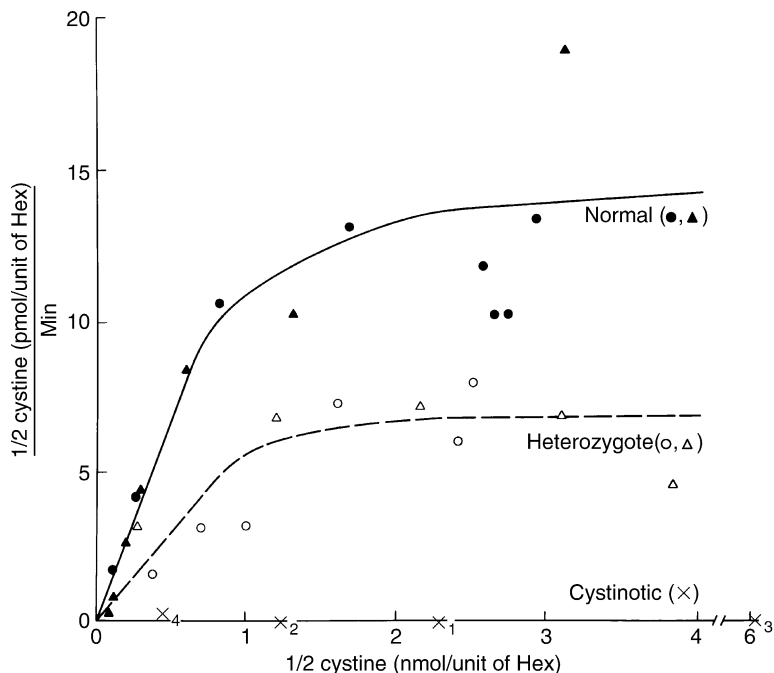 20
15
10
5
0
1/2 cystine (pmol/unit of Hex)
Min
Normal (●,▲)
Heterozygote(○,△)
Cystinotic (×)
×4
×2
×1
×3
0 1 2 3 4 6
1/2 cystine (nmol/unit of Hex)